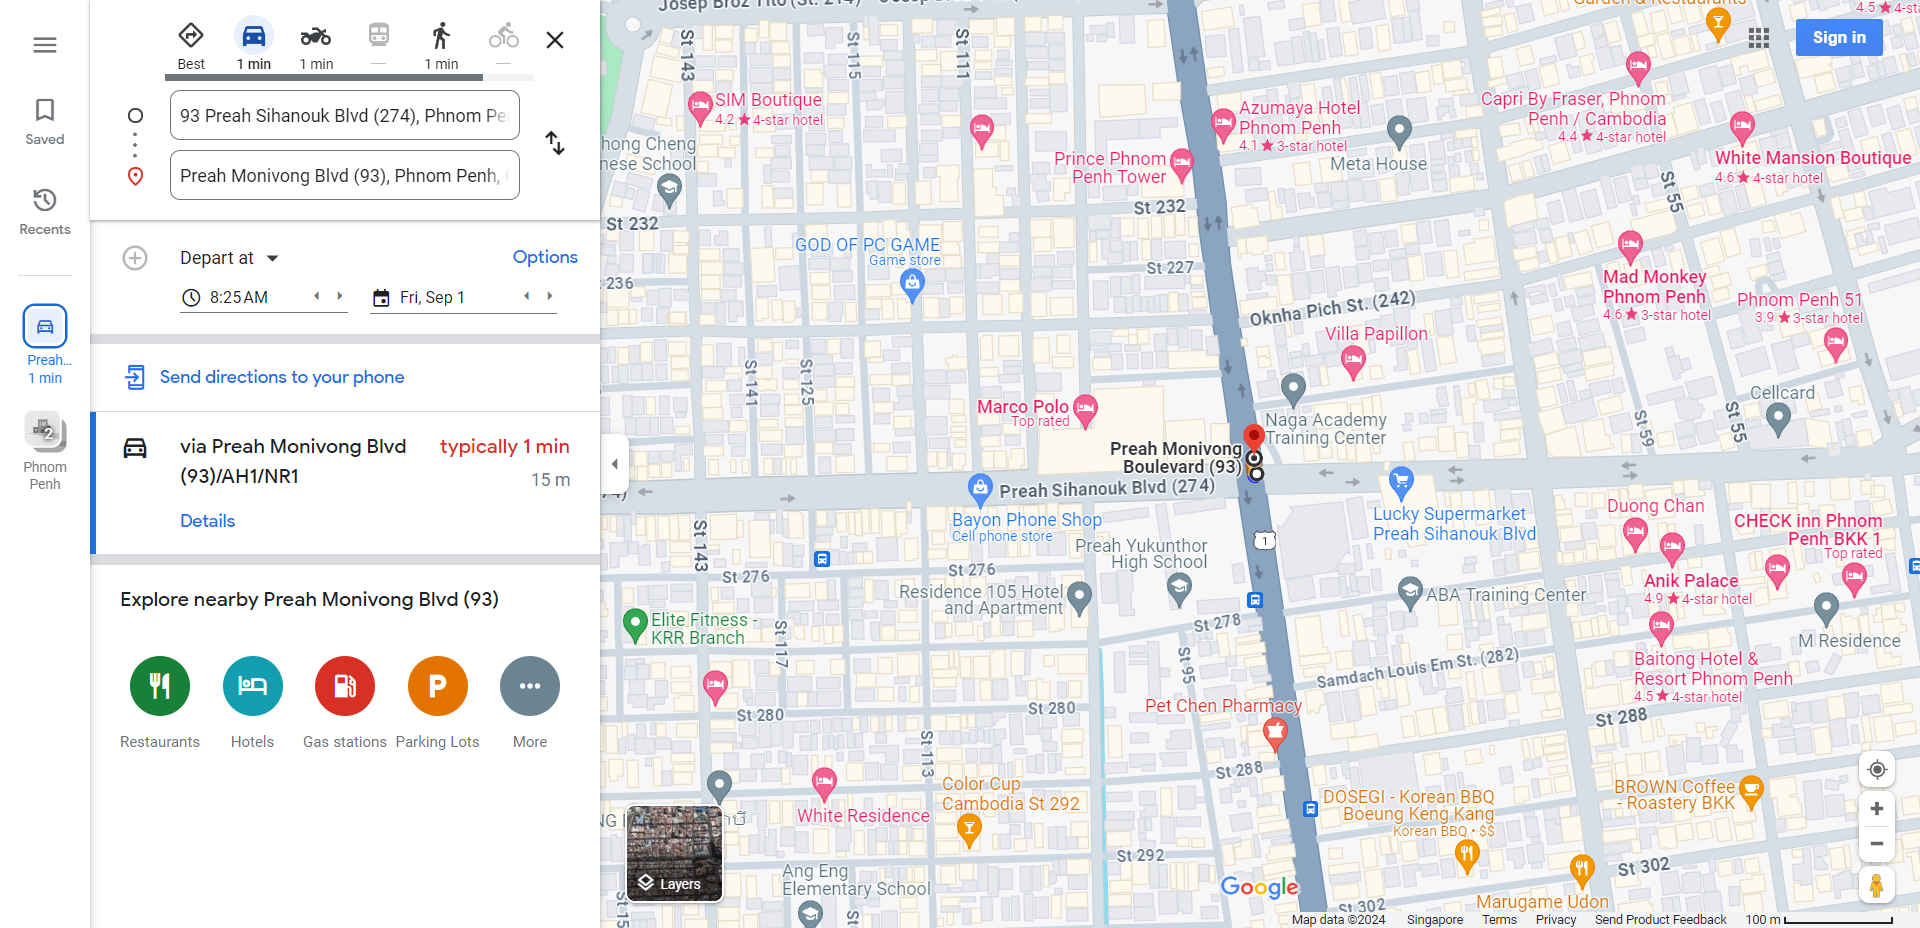 Saved
Recents
Preah...
1 min
2
Phnom
Penh
Best
1 min
1 min
—
1 min
—
93 Preah Sihanouk Blvd (274), Phnom Pe
Preah Monivong Blvd (93), Phnom Penh,
Depart at
Options
8:25 AM
Fri, Sep 1
Send directions to your phone
via Preah Monivong Blvd
(93)/AH1/NR1
typically 1 min
15 m
Details
Explore nearby Preah Monivong Blvd (93)
P
Restaurants
Hotels
Gas stations
Parking Lots
More
Josep Broz Tito (St. 214)
St 143
St 115
St 111
SIM Boutique
4.2 ★ 4-star hotel
hong Cheng
nese School
St 232
236
GOD OF PC GAME
Game store
Prince Phnom
Penh Tower
St 232
St 227
Azumaya Hotel
Phnom Penh
4.1 ★ 3-star hotel
Meta House
Garden & Restaurants
4.5 ★ 4-st
Sign in
Capri By Fraser, Phnom
Penh / Cambodia
4.4 ★ 4-star hotel
White Mansion Boutique
4.6 ★ 4-star hotel
St 55
Mad Monkey
Phnom Penh
4.6 ★ 3-star hotel
Phnom Penh 51
3.9 ★ 3-star hotel
Oknha Pich St. (242)
Villa Papillon
St 141
St 125
Marco Polo
Top rated
Naga Academy
Training Center
Cellcard
St 59
St 55
Preah Monivong
Boulevard (93)
Preah Sihanouk Blvd (274)
Bayon Phone Shop
Cell phone store
Lucky Supermarket
Preah Sihanouk Blvd
Duong Chan
CHECK inn Phnom
Penh BKK 1
Top rated
1
St 143
St 276
St 276
Preah Yukunthor
High School
Residence 105 Hotel
and Apartment
ABA Training Center
Anik Palace
4.9 ★ 4-star hotel
M Residence
Elite Fitness -
KRR Branch
St 117
St 278
St 95
Samdach Louis Em St. (282)
Baitong Hotel &
Resort Phnom Penh
4.5 ★ 4-star hotel
St 280
St 280
Pet Chen Pharmacy
St 288
St 113
St 288
White Residence
Color Cup
Cambodia St 292
DOSEGI - Korean BBQ
Boeung Keng Kang
Korean BBQ • $$
BROWN Coffee
- Roastery BKK
St 292
Ang Eng
Elementary School
St 302
St 302
Marugame Udon
Layers
Google
Map data ©2024
Singapore
Terms
Privacy
Send Product Feedback
100 m